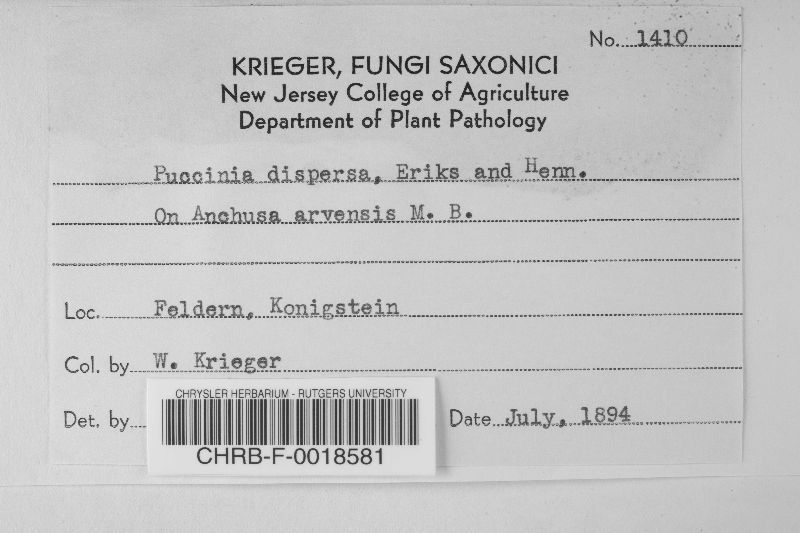 No. 1410
KRIEGER, FUNGI SAXONICI
New Jersey College of Agriculture
Department of Plant Pathology
Puccinia dispersa, Eriks and Henn.
On Anchusa arvensis M. B.
Loc. Feldern, Konigstein
Col. by W. Krieger
Det. by
Date July, 1894
CHRYSLER HERBARIUM - RUTGERS UNIVERSITY
CHRB-F-0018581